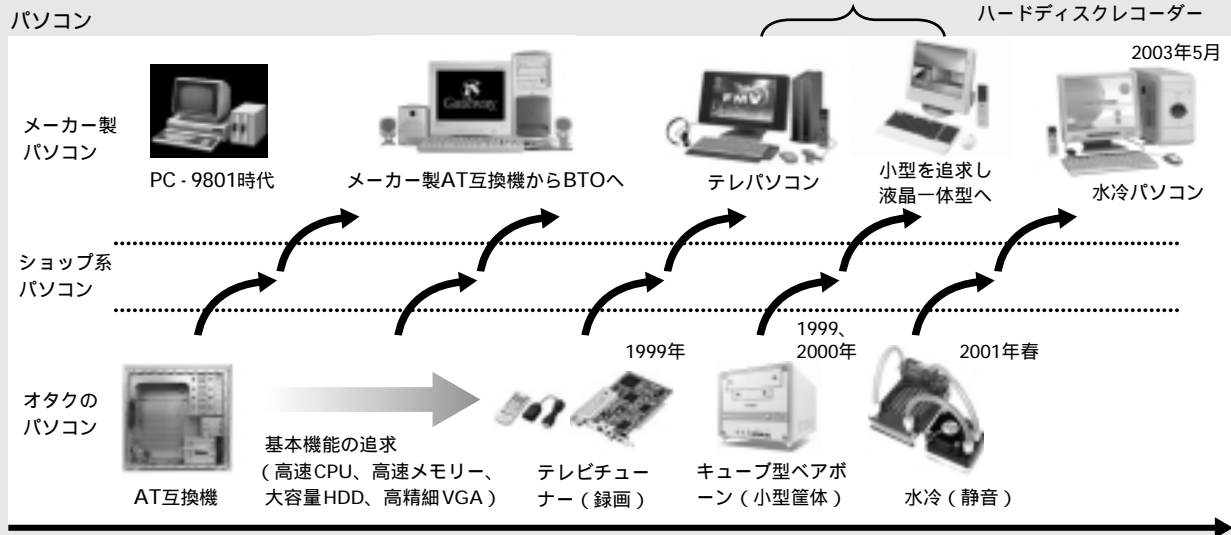 パソコン
ハードディスクレコーダー
2003年5月
メーカー製
パソコン
Gateway
FMV
PC - 9801時代
メーカー製AT互換機からBTOへ
テレパソコン
小型を追求し
液晶一体型へ
水冷パソコン
ショップ系
パソコン
1999年
1999、
2000年
2001年春
オタクの
パソコン
AT互換機
基本機能の追求
(高速CPU、高速メモリー、
大容量HDD、高精細VGA)
テレビチュー
ナー(録画)
キューブ型ベアボ
ーン(小型筐体)
水冷(静音)